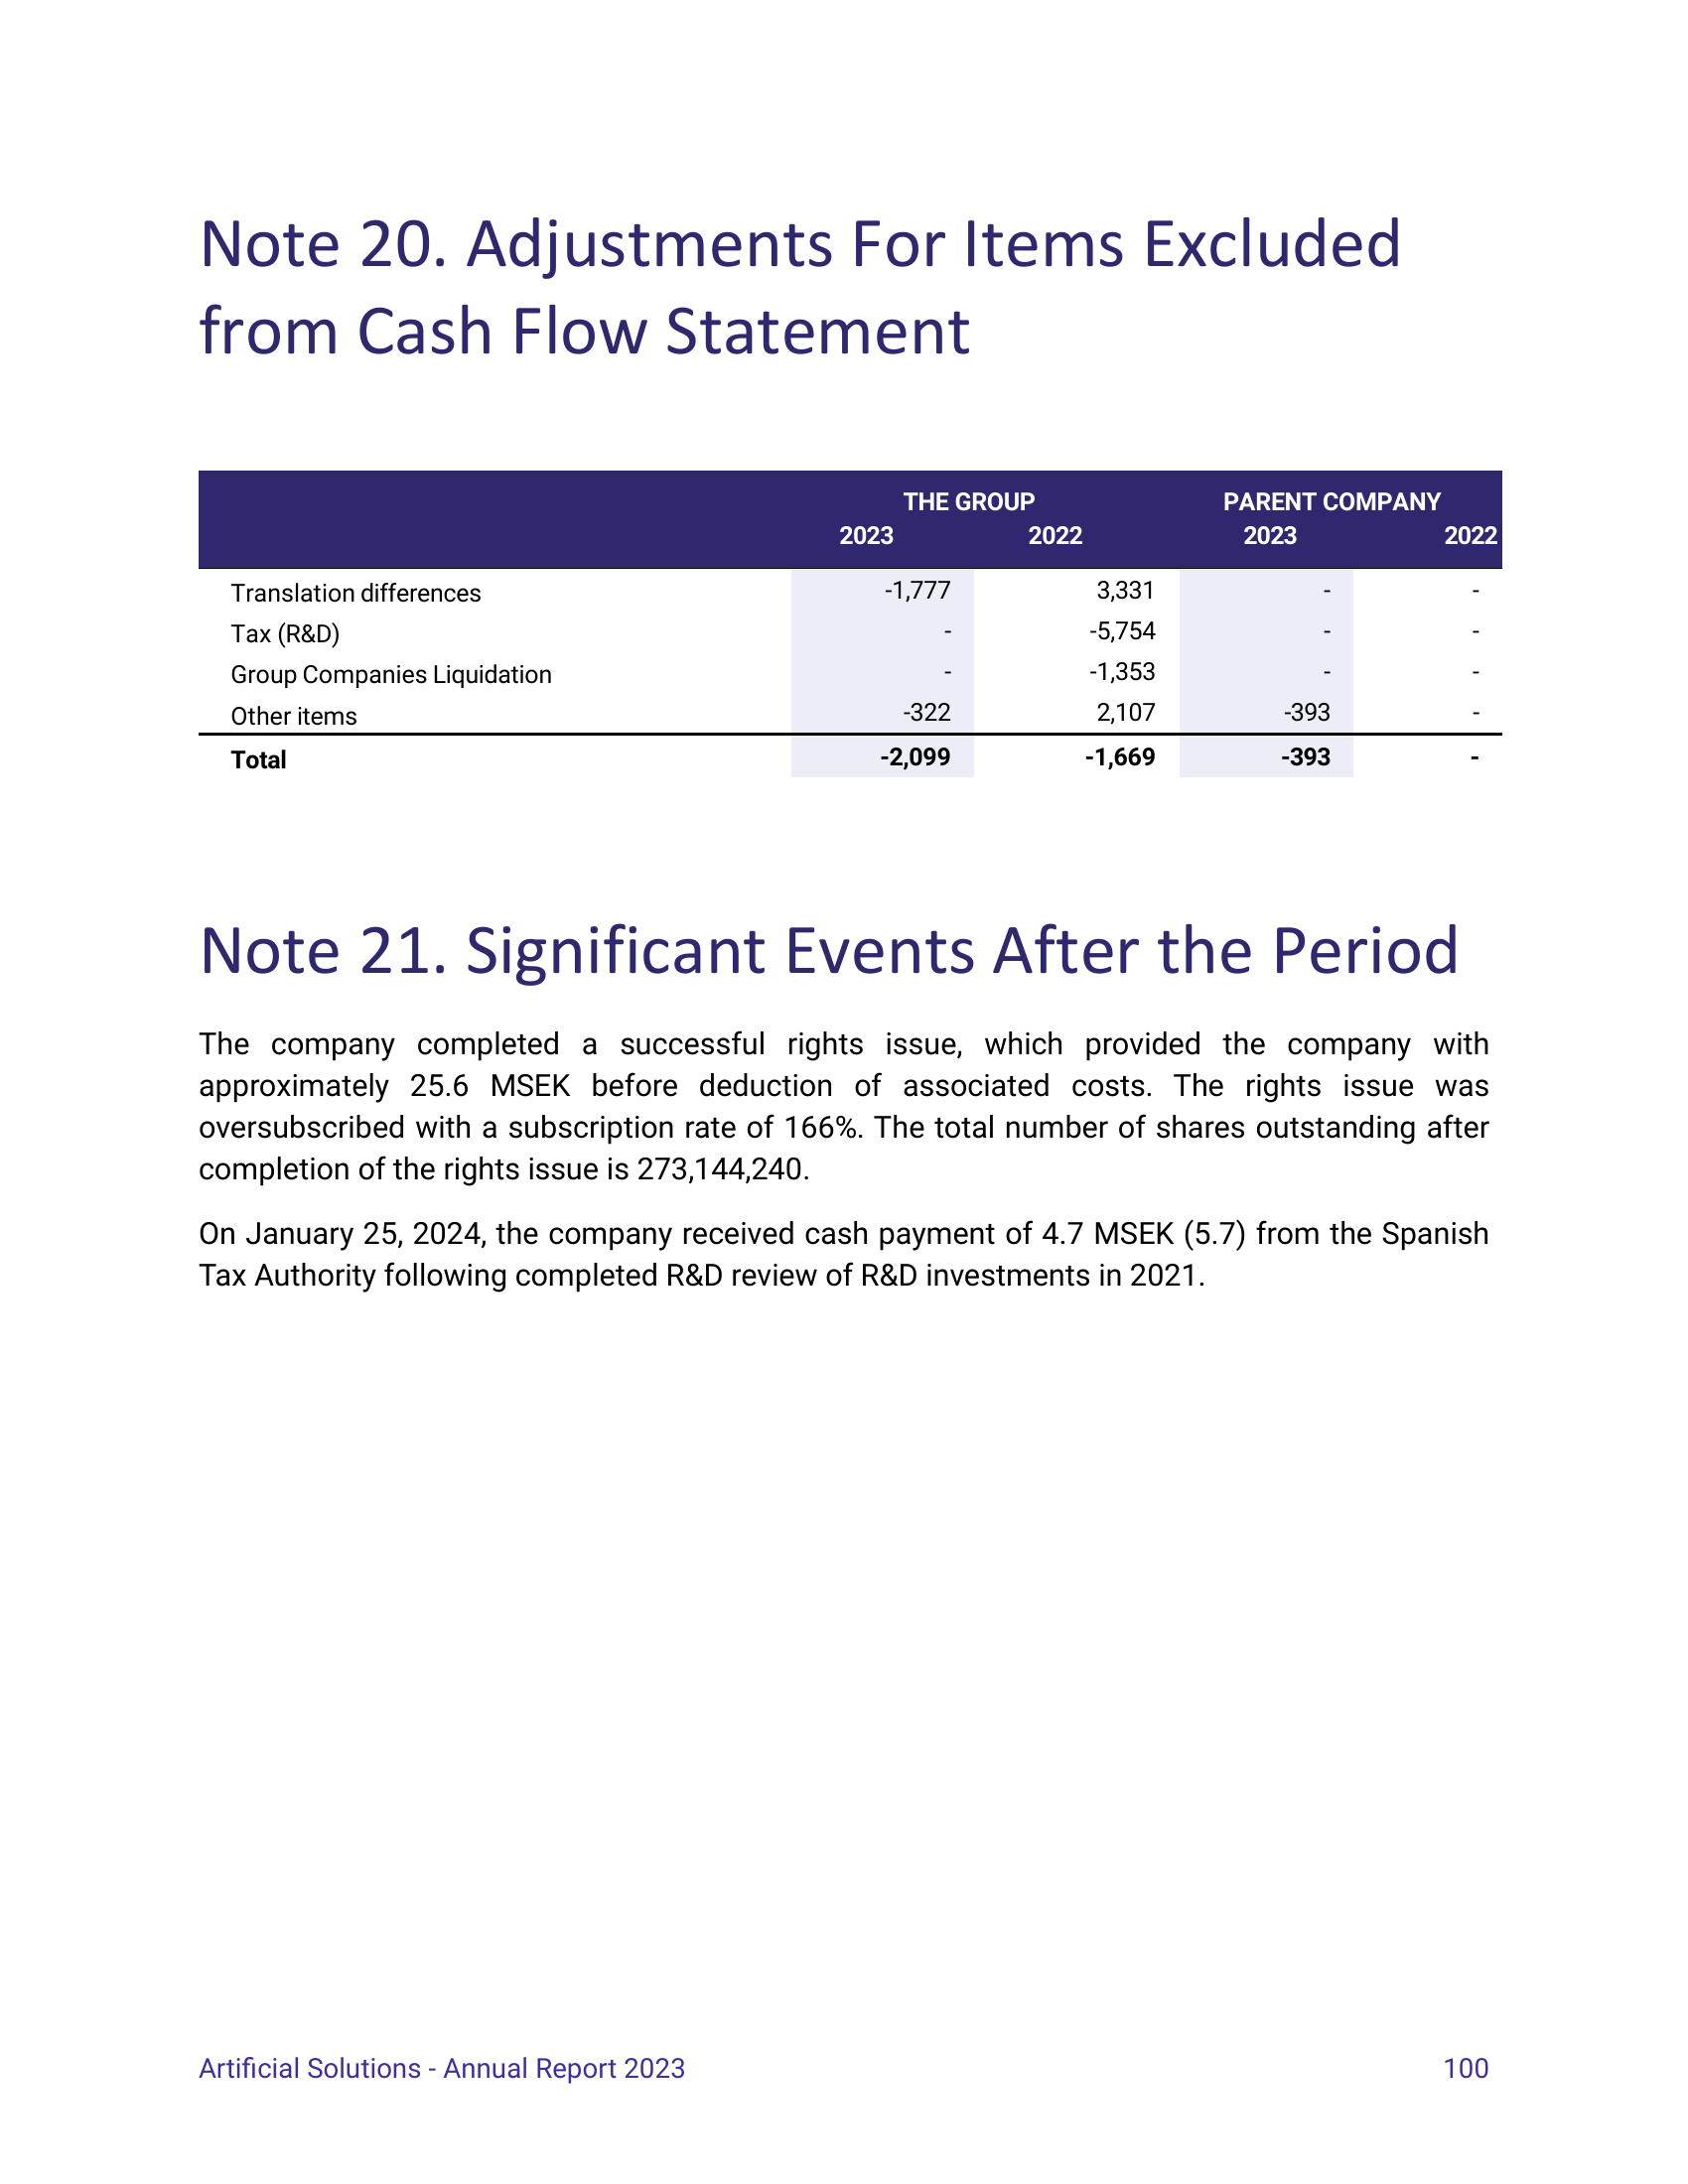 Note 20. Adjustments For Items Excluded
from Cash Flow Statement
THE GROUP PARENT COMPANY
2023 2022 2023 2022
Translation differences -1,777 3,331 - -
Tax (R&D) - -5,754 - -
Group Companies Liquidation - -1,353 - -
Other items -322 2,107 -393 -
Total -2,099 -1,669 -393 -
Note 21. Significant Events After the Period
The company completed a successful rights issue, which provided the company with
approximately 25.6 MSEK before deduction of associated costs. The rights issue was
oversubscribed with a subscription rate of 166%. The total number of shares outstanding after
completion of the rights issue is 273,144,240.
On January 25, 2024, the company received cash payment of 4.7 MSEK (5.7) from the Spanish
Tax Authority following completed R&D review of R&D investments in 2021.
Artificial Solutions - Annual Report 2023 100